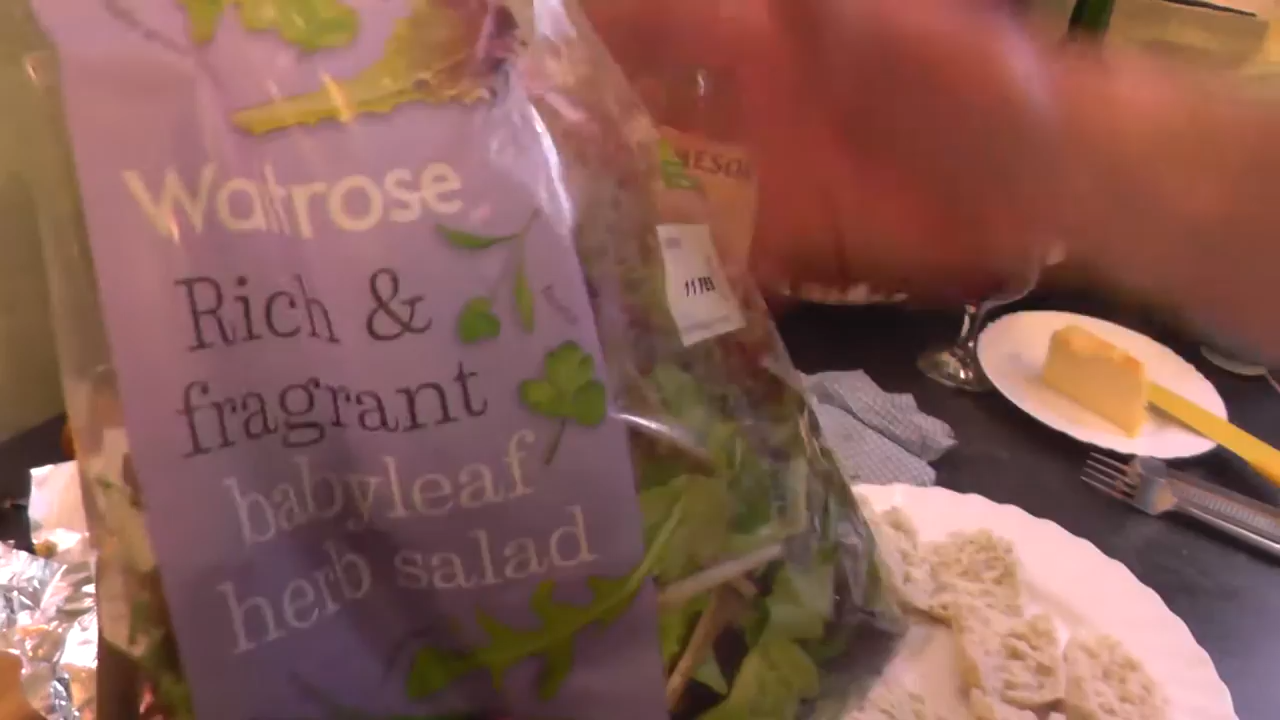 Waitrose
Rich &
fragrant
babyleaf
herb salad
11 FEB